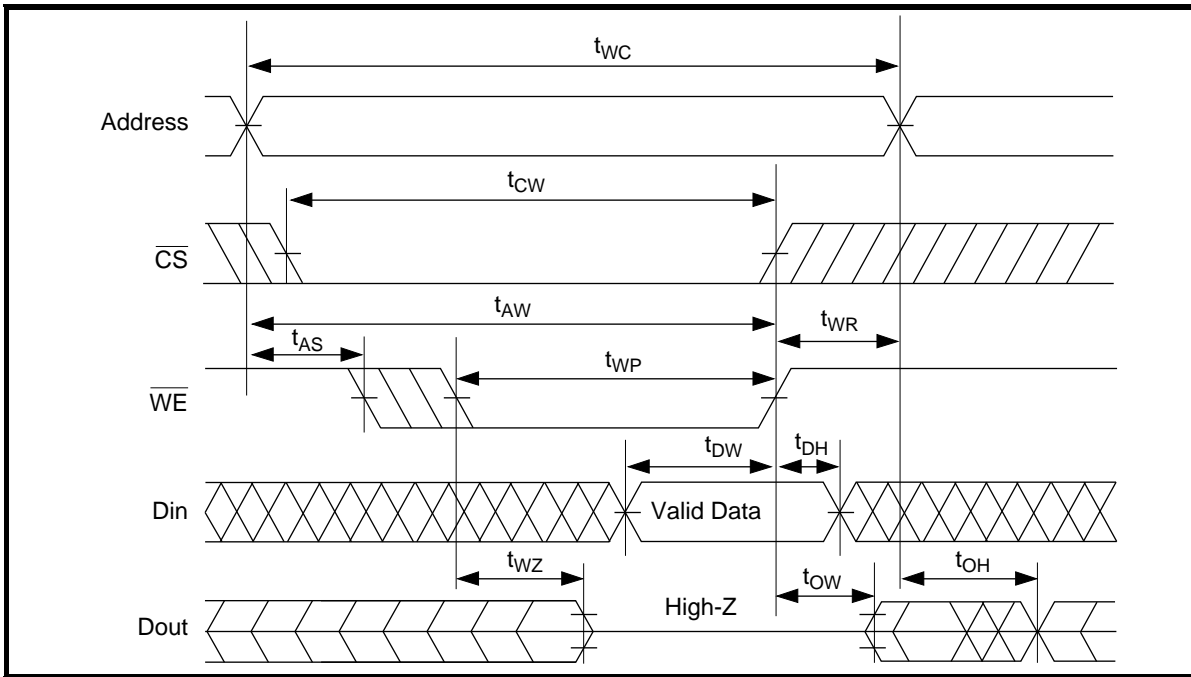 tWC
Address
tCW
CS
tAW
tAS
tWR
tWP
WE
tDW
tDH
Din
Valid Data
tWZ
tOW
tOH
High-Z
Dout